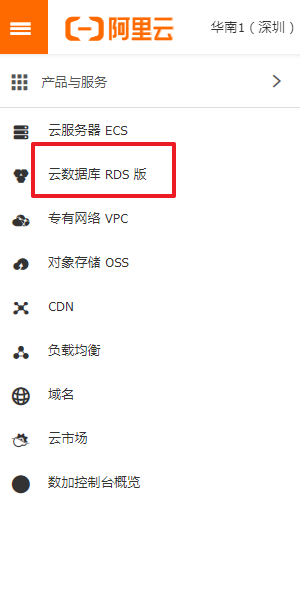 阿里云
华南1（深圳）
产品与服务
云服务器 ECS
云数据库 RDS 版
专有网络 VPC
对象存储 OSS
CDN
负载均衡
域名
云市场
数加控制台概览